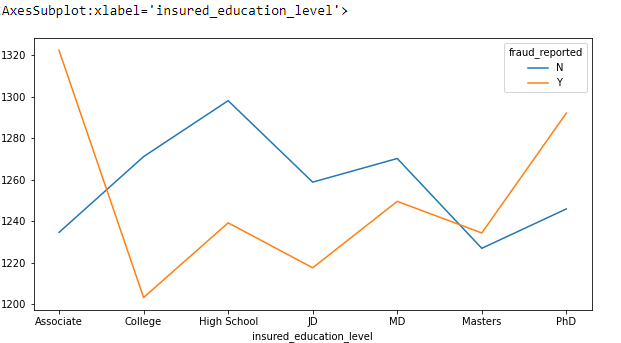 AxesSubplot:xlabel='insured_education_level'>
fraud_reported
N
Y
1320
1300
1280
1260
1240
1220
1200
Associate College High School JD MD Masters PhD
insured_education_level